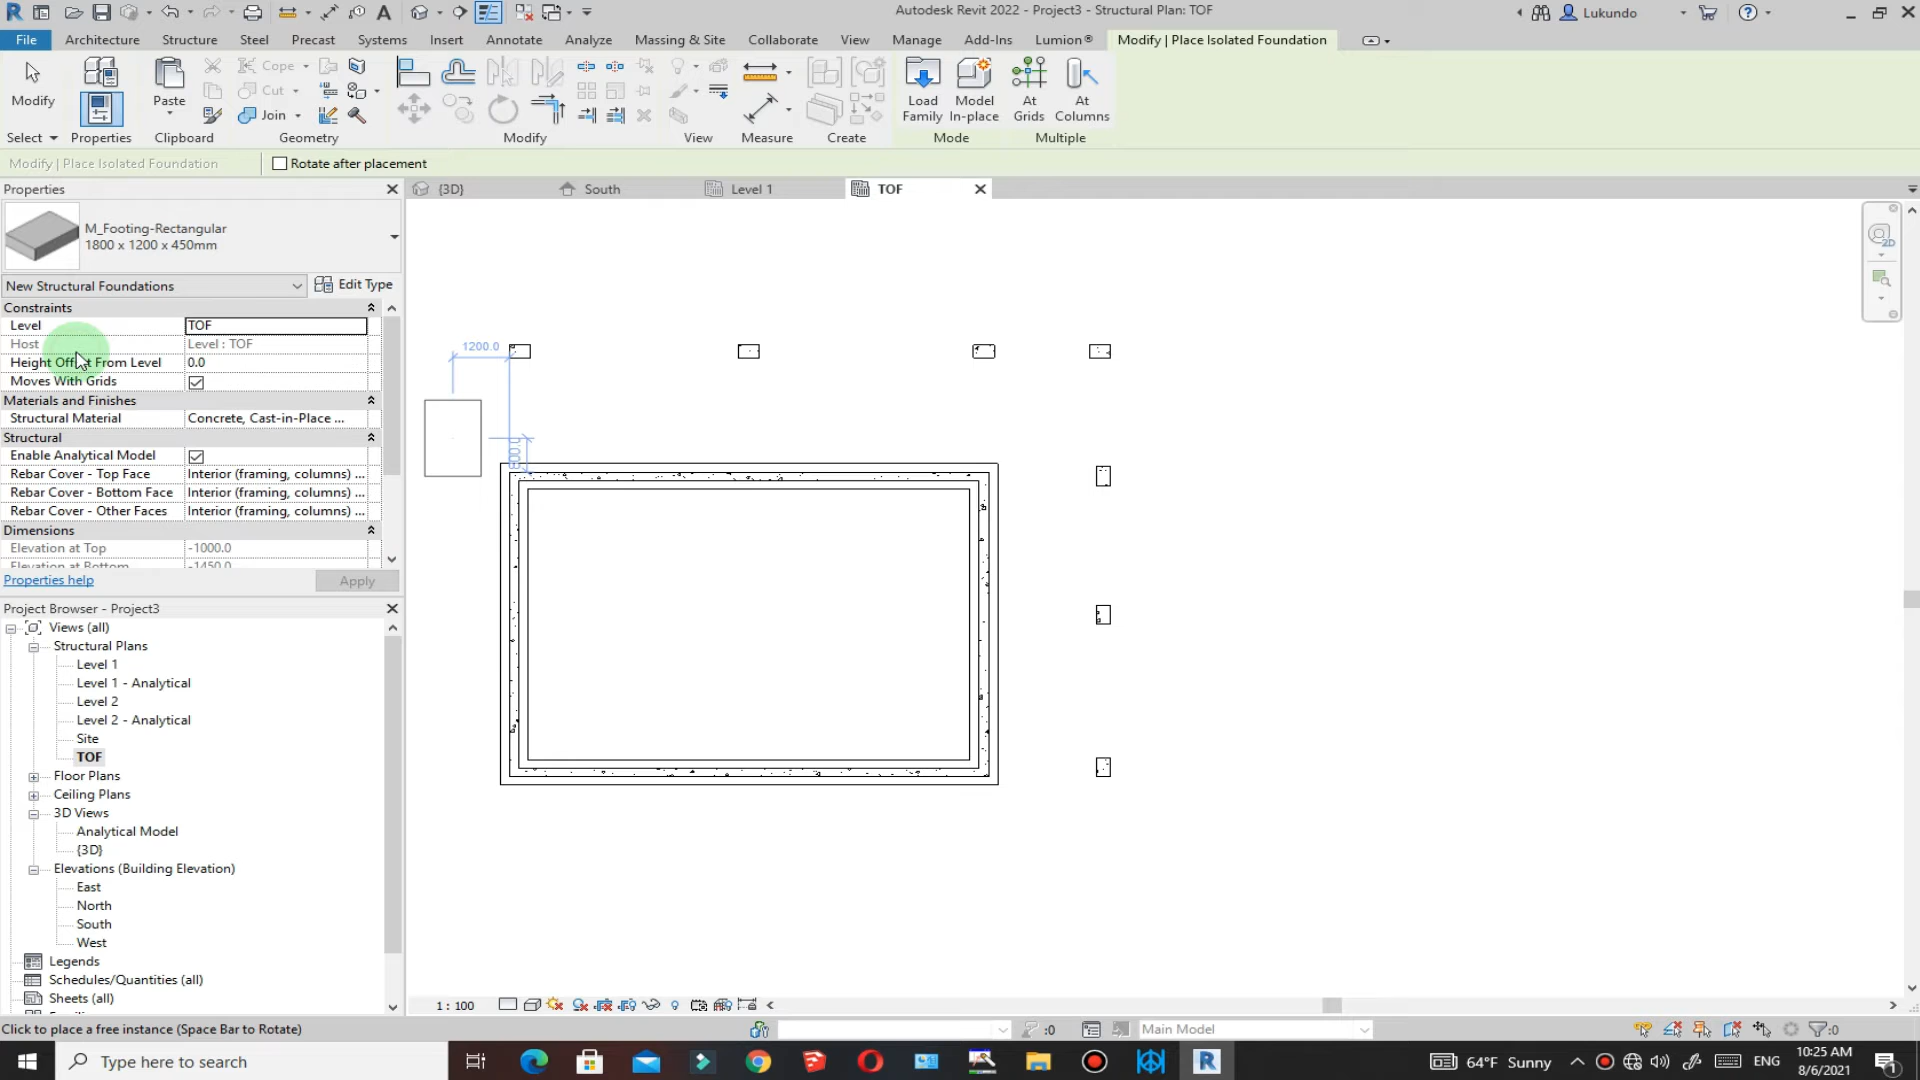 Autodesk Revit 2022 - Project3 - Structural Plan: TOF
Lukundo
File
Architecture
Structure
Steel
Precast
Systems
Insert
Annotate
Analyze
Massing & Site
Collaborate
View
Manage
Add-Ins
Lumion®
Modify | Place Isolated Foundation
Modify
Paste
Cope
Cut
Join
Load Family
Model In-place
At Grids
At Columns
Select
Properties
Clipboard
Geometry
Modify
View
Measure
Create
Mode
Multiple
Modify | Place Isolated Foundation
Rotate after placement
Properties
{3D}
South
Level 1
TOF
M_Footing-Rectangular
1800 x 1200 x 450mm
New Structural Foundations
Edit Type
Constraints
Level TOF
Host Level : TOF
Height Offset From Level 0.0
Moves With Grids
Materials and Finishes
Structural Material Concrete, Cast-in-Place ...
Structural
Enable Analytical Model
Rebar Cover - Top Face Interior (framing, columns) ...
Rebar Cover - Bottom Face Interior (framing, columns) ...
Rebar Cover - Other Faces Interior (framing, columns) ...
Dimensions
Elevation at Top -1000.0
Elevation at Bottom -1450.0
Properties help
Apply
1200.0
Project Browser - Project3
Views (all)
Structural Plans
Level 1
Level 1 - Analytical
Level 2
Level 2 - Analytical
Site
TOF
Floor Plans
Ceiling Plans
3D Views
Analytical Model
{3D}
Elevations (Building Elevation)
East
North
South
West
Legends
Schedules/Quantities (all)
Sheets (all)
1 : 100
Click to place a free instance (Space Bar to Rotate)
:0
Main Model
:0
Type here to search
64°F Sunny
ENG
10:25 AM
8/6/2021